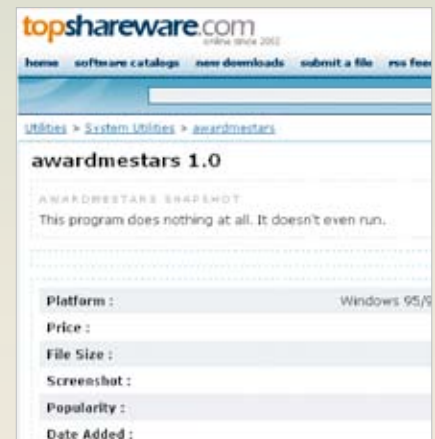 topshareware.com
online since 2002
home software catalogs new downloads submit a file rss fee
Utilities > System Utilities > awardmestars
awardmestars 1.0
AWARDMESTARS SNAPSHOT
This program does nothing at all. It doesn't even run.
Platform : Windows 95/9
Price :
File Size :
Screenshot :
Popularity :
Date Added :